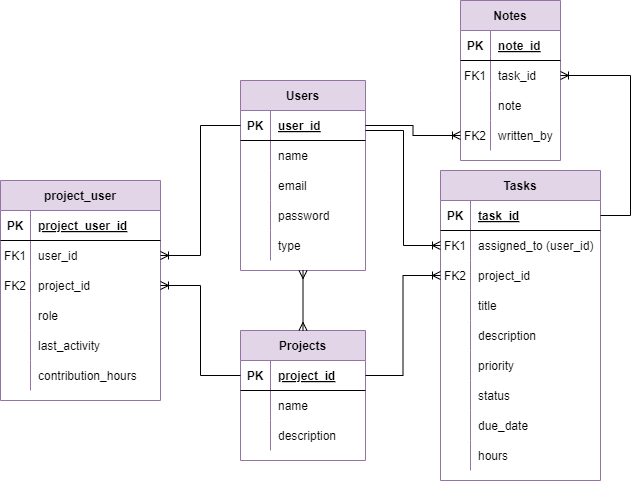 Notes
PK note_id
FK1 task_id
note
FK2 written_by
Users
PK user_id
name
email
password
type
project_user
PK project_user_id
FK1 user_id
FK2 project_id
role
last_activity
contribution_hours
Tasks
PK task_id
FK1 assigned_to (user_id)
FK2 project_id
title
description
priority
status
due_date
hours
Projects
PK project_id
name
description